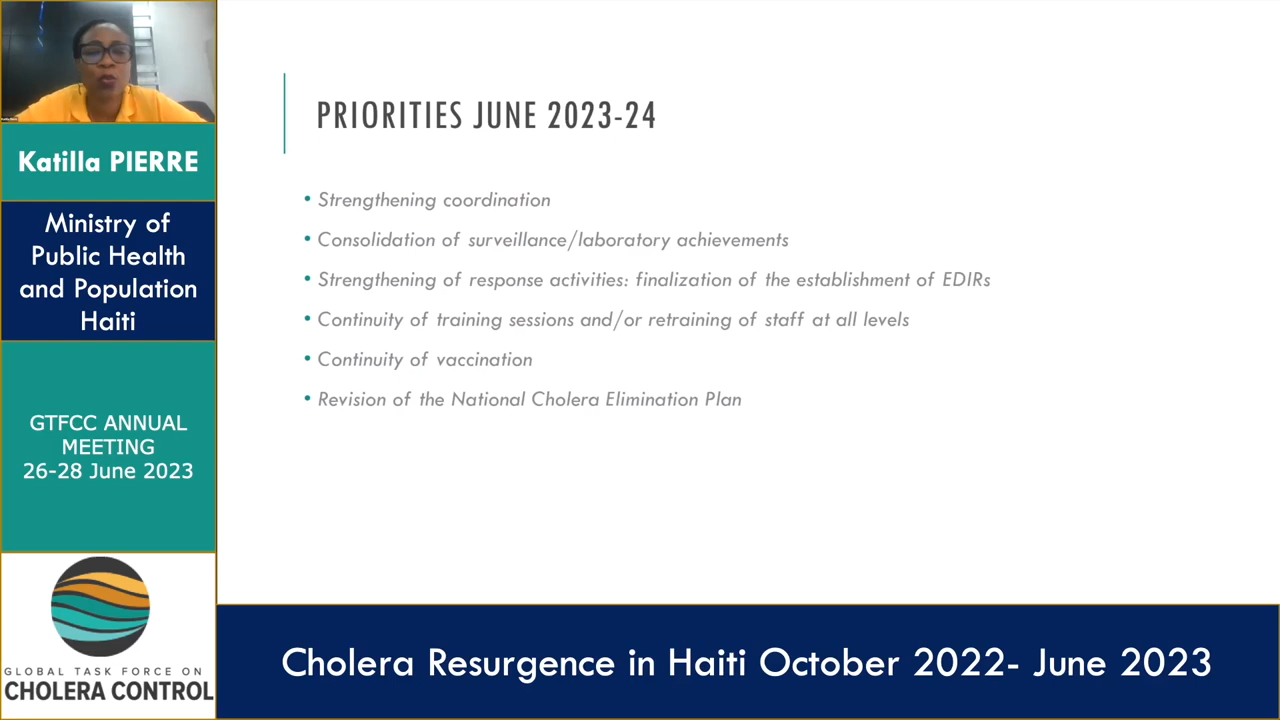 Katilla PIERRE
Ministry of
Public Health
and Population
Haiti
GTFCC ANNUAL
MEETING
26-28 June 2023
GLOBAL TASK FORCE ON
CHOLERA CONTROL
PRIORITIES JUNE 2023-24
• Strengthening coordination
• Consolidation of surveillance/laboratory achievements
• Strengthening of response activities: finalization of the establishment of EDIRs
• Continuity of training sessions and/or retraining of staff at all levels
• Continuity of vaccination
• Revision of the National Cholera Elimination Plan
Cholera Resurgence in Haiti October 2022- June 2023